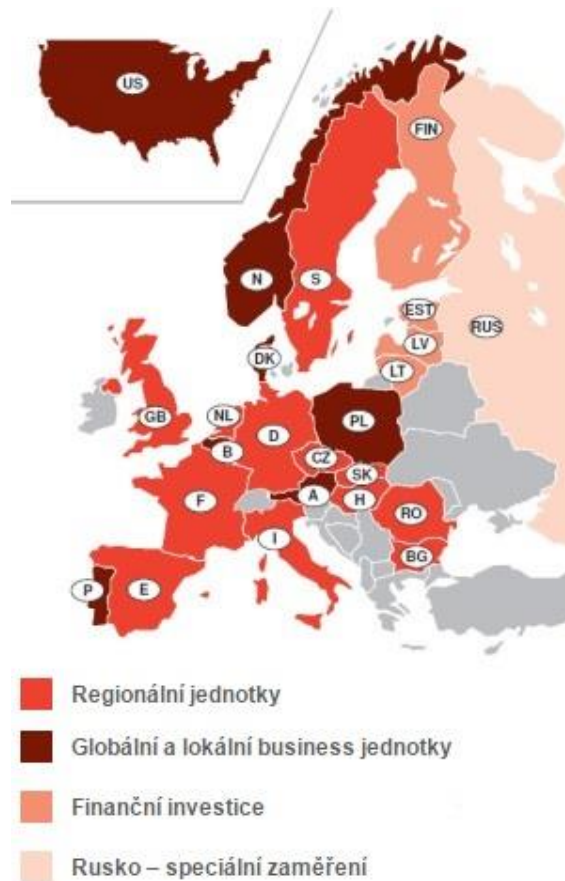 US
FIN
N
S
EST
RUS
LV
DK
LT
GB
NL
D
PL
B
CZ
SK
F
A
H
RO
I
BG
P
E
Regionální jednotky
Globální a lokální business jednotky
Finanční investice
Rusko – speciální zaměření